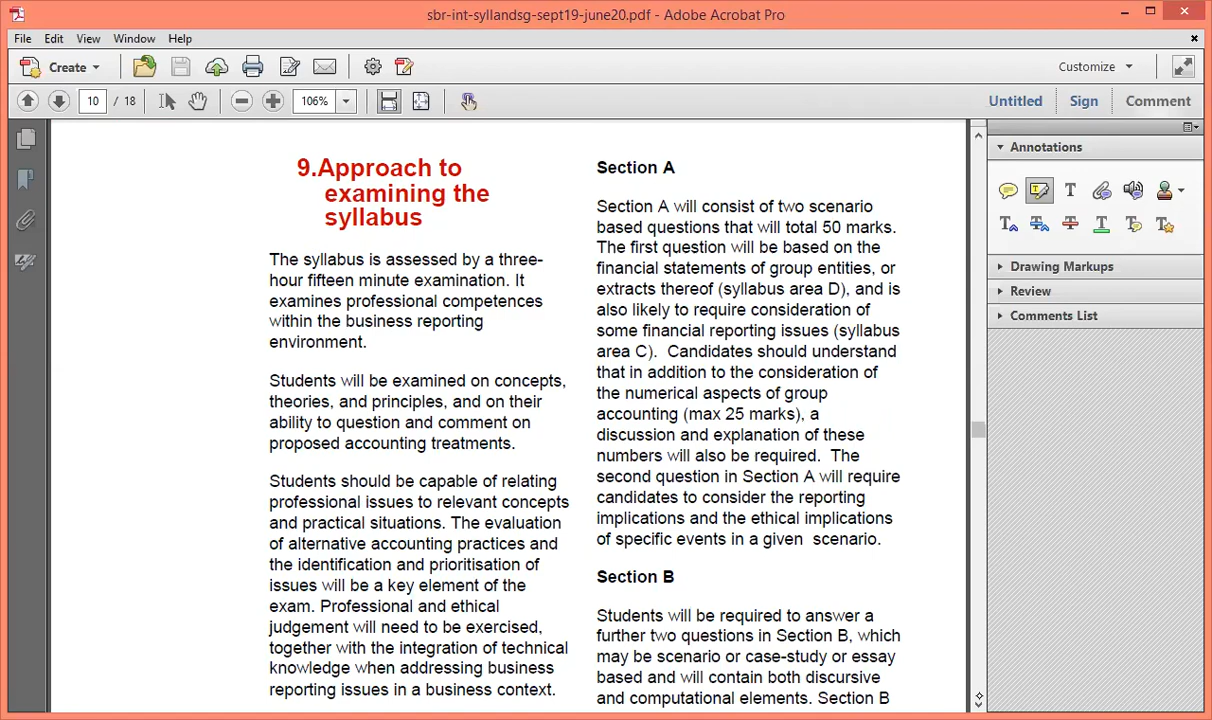 sbr-int-syllandsg-sept19-june20.pdf - Adobe Acrobat Pro
File Edit View Window Help
Create
Customize
10 / 18
106%
Untitled
Sign
Comment
9.Approach to
examining the
syllabus
The syllabus is assessed by a three-
hour fifteen minute examination. It
examines professional competences
within the business reporting
environment.
Students will be examined on concepts,
theories, and principles, and on their
ability to question and comment on
proposed accounting treatments.
Students should be capable of relating
professional issues to relevant concepts
and practical situations. The evaluation
of alternative accounting practices and
the identification and prioritisation of
issues will be a key element of the
exam. Professional and ethical
judgement will need to be exercised,
together with the integration of technical
knowledge when addressing business
reporting issues in a business context.
Section A
Section A will consist of two scenario
based questions that will total 50 marks.
The first question will be based on the
financial statements of group entities, or
extracts thereof (syllabus area D), and is
also likely to require consideration of
some financial reporting issues (syllabus
area C).  Candidates should understand
that in addition to the consideration of
the numerical aspects of group
accounting (max 25 marks), a
discussion and explanation of these
numbers will also be required.  The
second question in Section A will require
candidates to consider the reporting
implications and the ethical implications
of specific events in a given  scenario.
Section B
Students will be required to answer a
further two questions in Section B, which
may be scenario or case-study or essay
based and will contain both discursive
and computational elements. Section B
Annotations
Drawing Markups
Review
Comments List